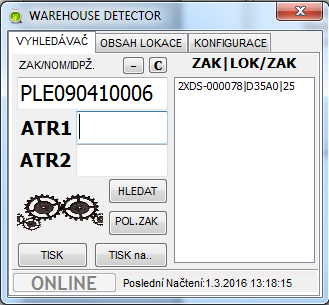 WAREHOUSE DETECTOR
VYHLEDÁVAČ OBSAH LOKACE KONFIGURACE
ZAK/NOM/IDPŽ. – C ZAK|LOK/ZAK
PLE090410006
2XDS-000078|D35A0|25
ATR1
ATR2
HLEDAT
POL.ZAK
TISK TISK na..
ONLINE Poslední Načtení:1.3.2016 13:18:15